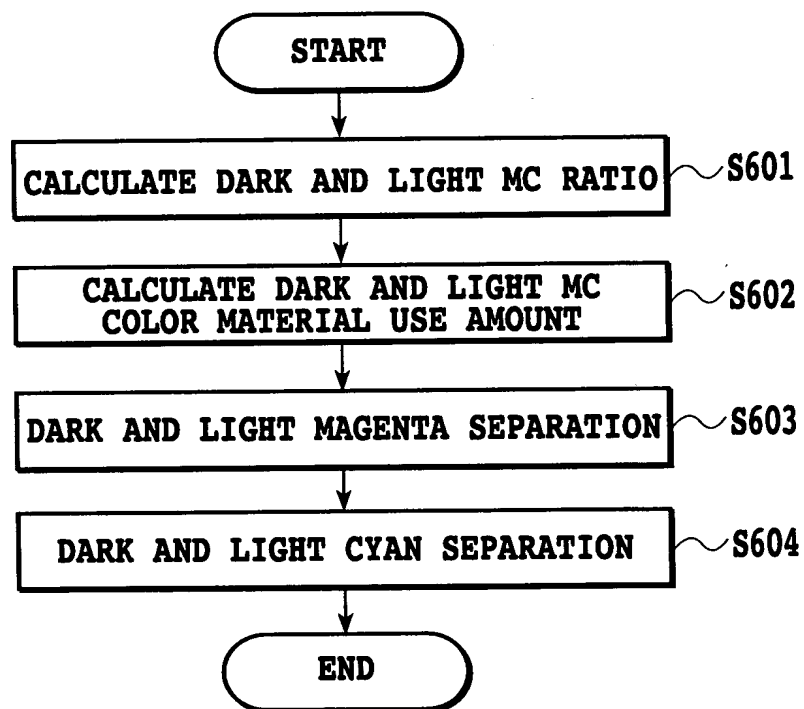 START
CALCULATE DARK AND LIGHT MC RATIO
S601
CALCULATE DARK AND LIGHT MC
COLOR MATERIAL USE AMOUNT
S602
DARK AND LIGHT MAGENTA SEPARATION
S603
DARK AND LIGHT CYAN SEPARATION
S604
END